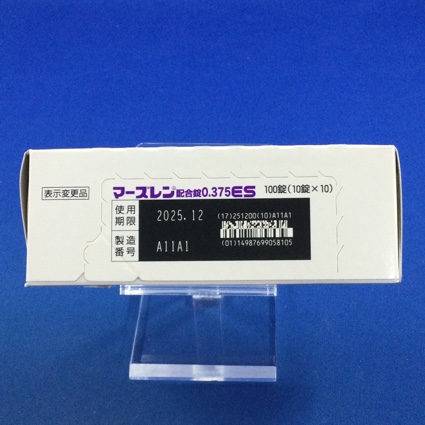 表示変更品
マーズレン配合錠0.375ES 100錠(10錠×10)
使用期限 2025.12
(17)251200(10)A11A1
製造番号 A11A1
(01)14987699058105